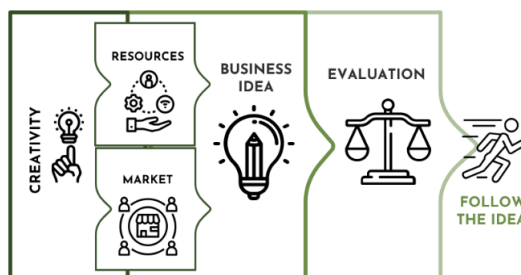 CREATIVITY
RESOURCES
MARKET
BUSINESS
IDEA
EVALUATION
FOLLOW
THE IDEA